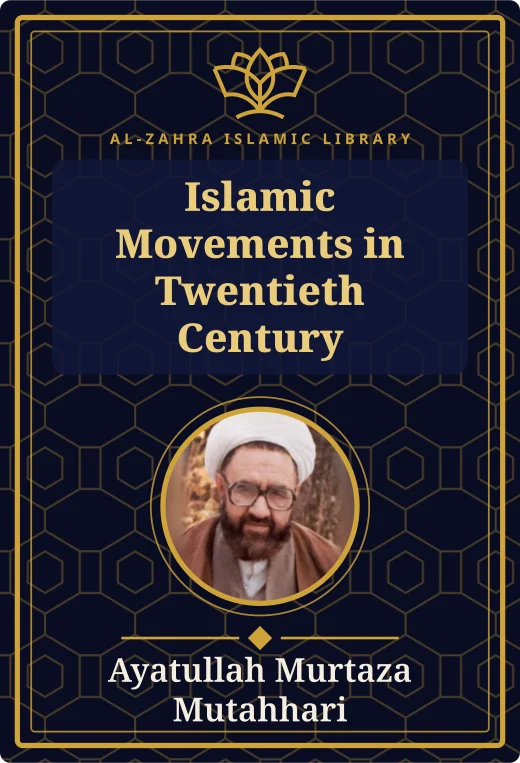 AL-ZAHRA ISLAMIC LIBRARY
Islamic
Movements in
Twentieth
Century
Ayatullah Murtaza
Mutahhari